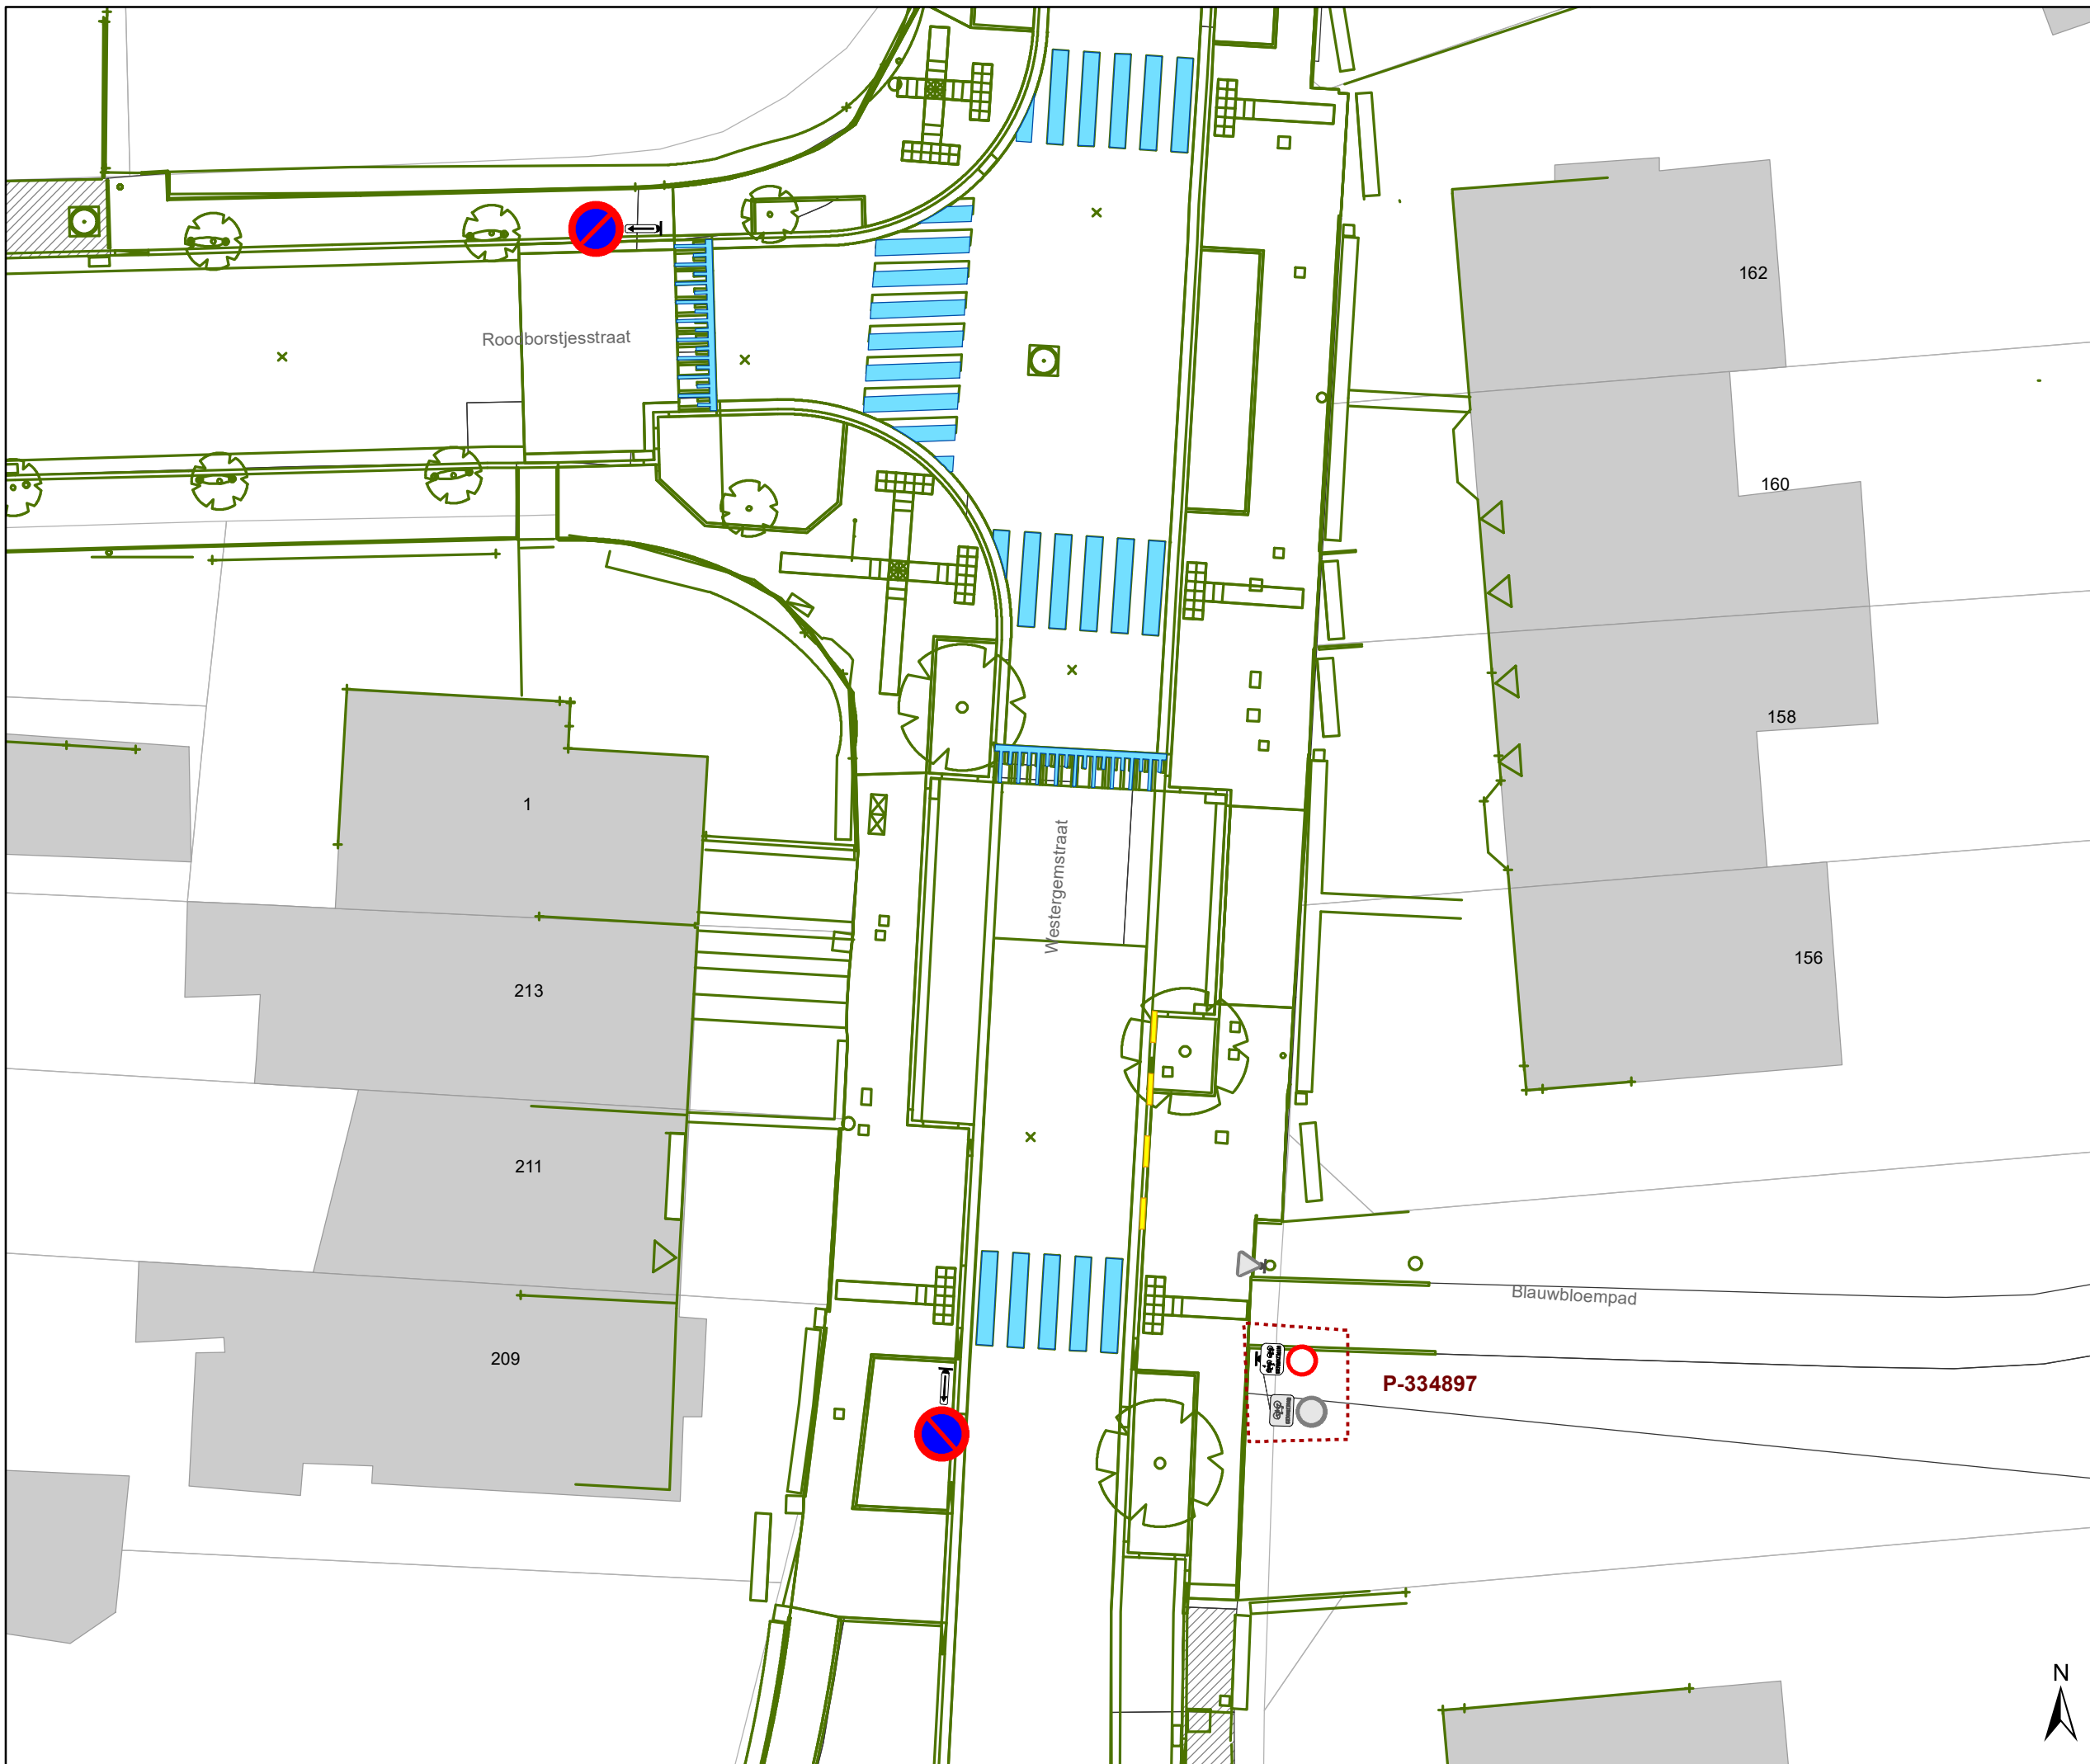 162
Roodborstjesstraat
160
158
1
Westergemstraat
156
213
211
Blauwbloempad
209
P-334897
N